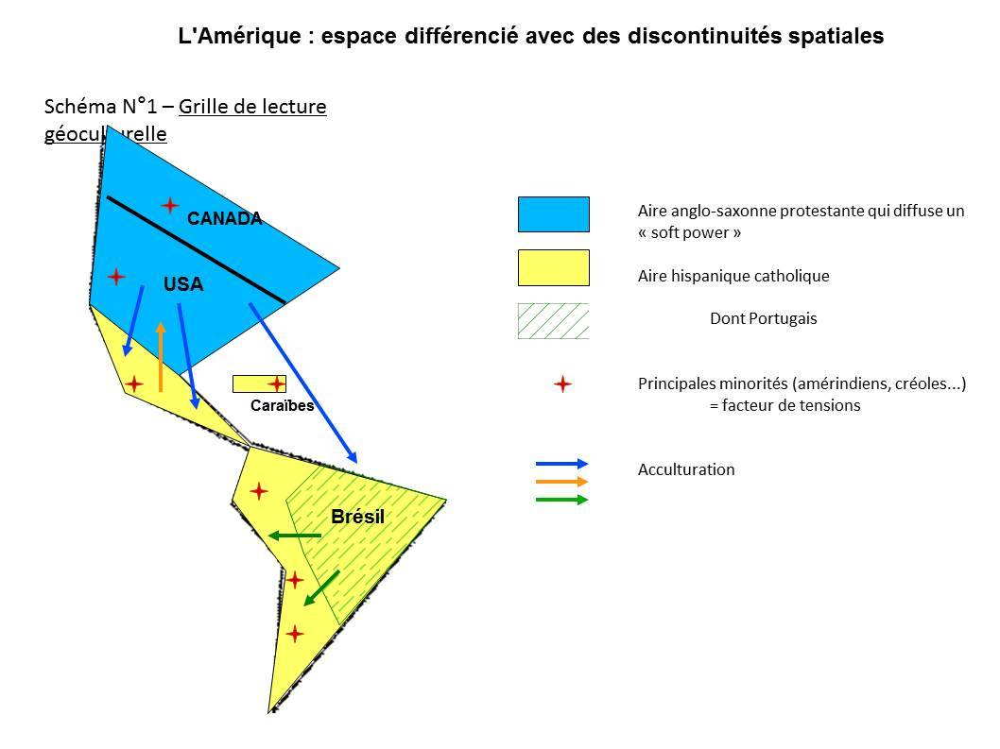 L'Amérique : espace différencié avec des discontinuités spatiales
Schéma N°1 – Grille de lecture
géoculturelle
CANADA
USA
Caraïbes
Brésil
Aire anglo-saxonne protestante qui diffuse un
« soft power »
Aire hispanique catholique
Dont Portugais
Principales minorités (amérindiens, créoles...)
= facteur de tensions
Acculturation